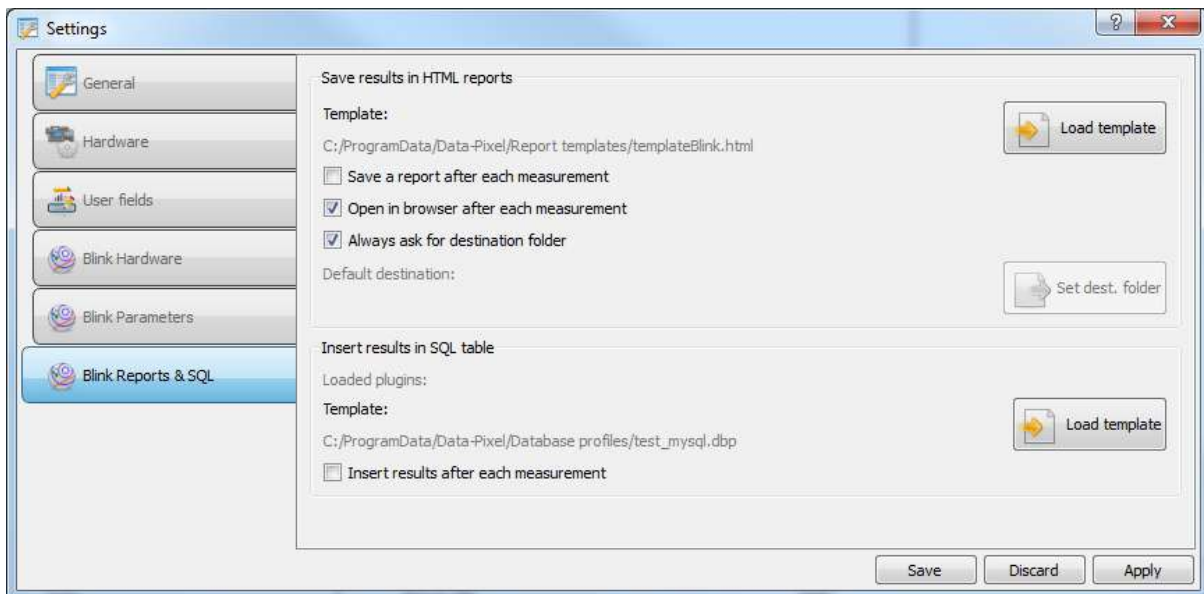 Settings
General
Hardware
User fields
Blink Hardware
Blink Parameters
Blink Reports & SQL
Save results in HTML reports
Template:
Load template
C:/ProgramData/Data-Pixel/Report templates/templateBlink.html
Save a report after each measurement
Open in browser after each measurement
Always ask for destination folder
Default destination:
Set dest. folder
Insert results in SQL table
Loaded plugins:
Template:
Load template
C:/ProgramData/Data-Pixel/Database profiles/test_mysql.dbp
Insert results after each measurement
Save
Discard
Apply